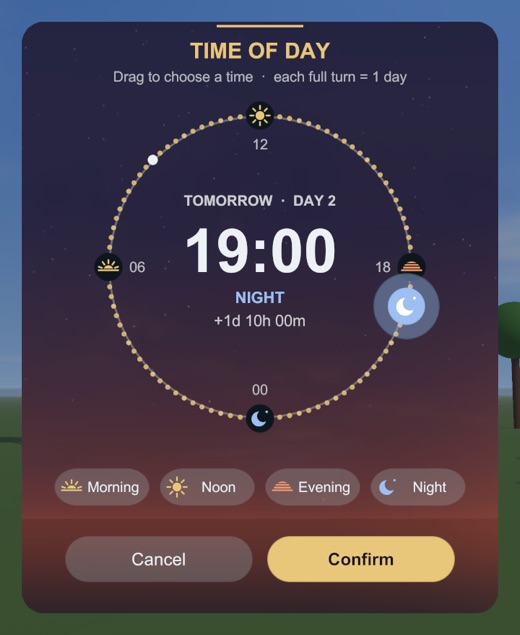 TIME OF DAY
Drag to choose a time · each full turn = 1 day
12
TOMORROW · DAY 2
19:00
06
18
NIGHT
+1d 10h 00m
00
Morning
Noon
Evening
Night
Cancel
Confirm